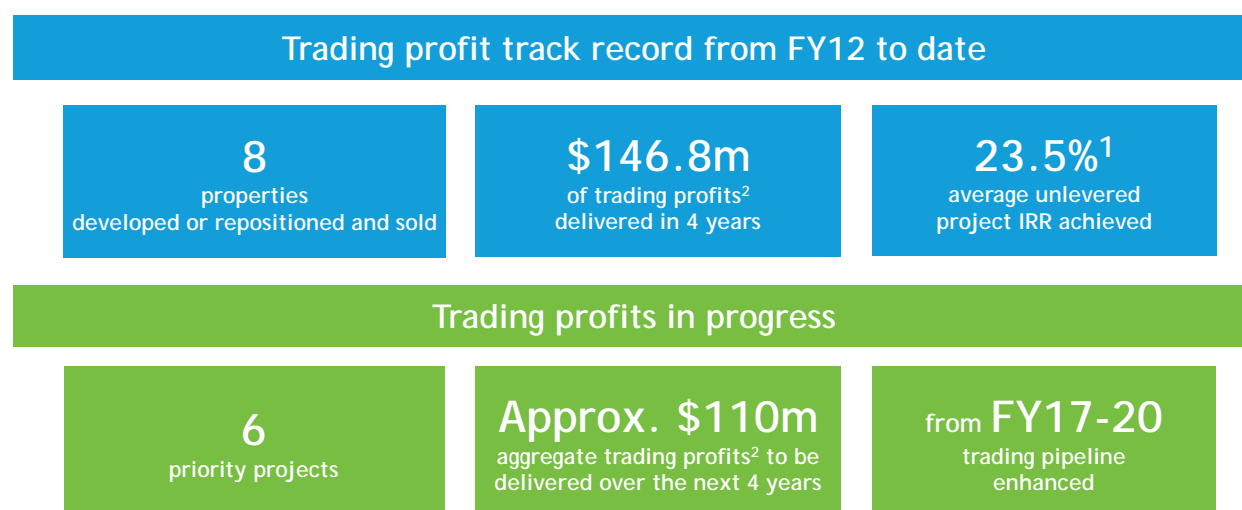 Trading profit track record from FY12 to date
8
properties
developed or repositioned and sold
$146.8m
of trading profits²
delivered in 4 years
23.5%¹
average unlevered
project IRR achieved
Trading profits in progress
6
priority projects
Approx. $110m
aggregate trading profits² to be
delivered over the next 4 years
from FY17-20
trading pipeline
enhanced